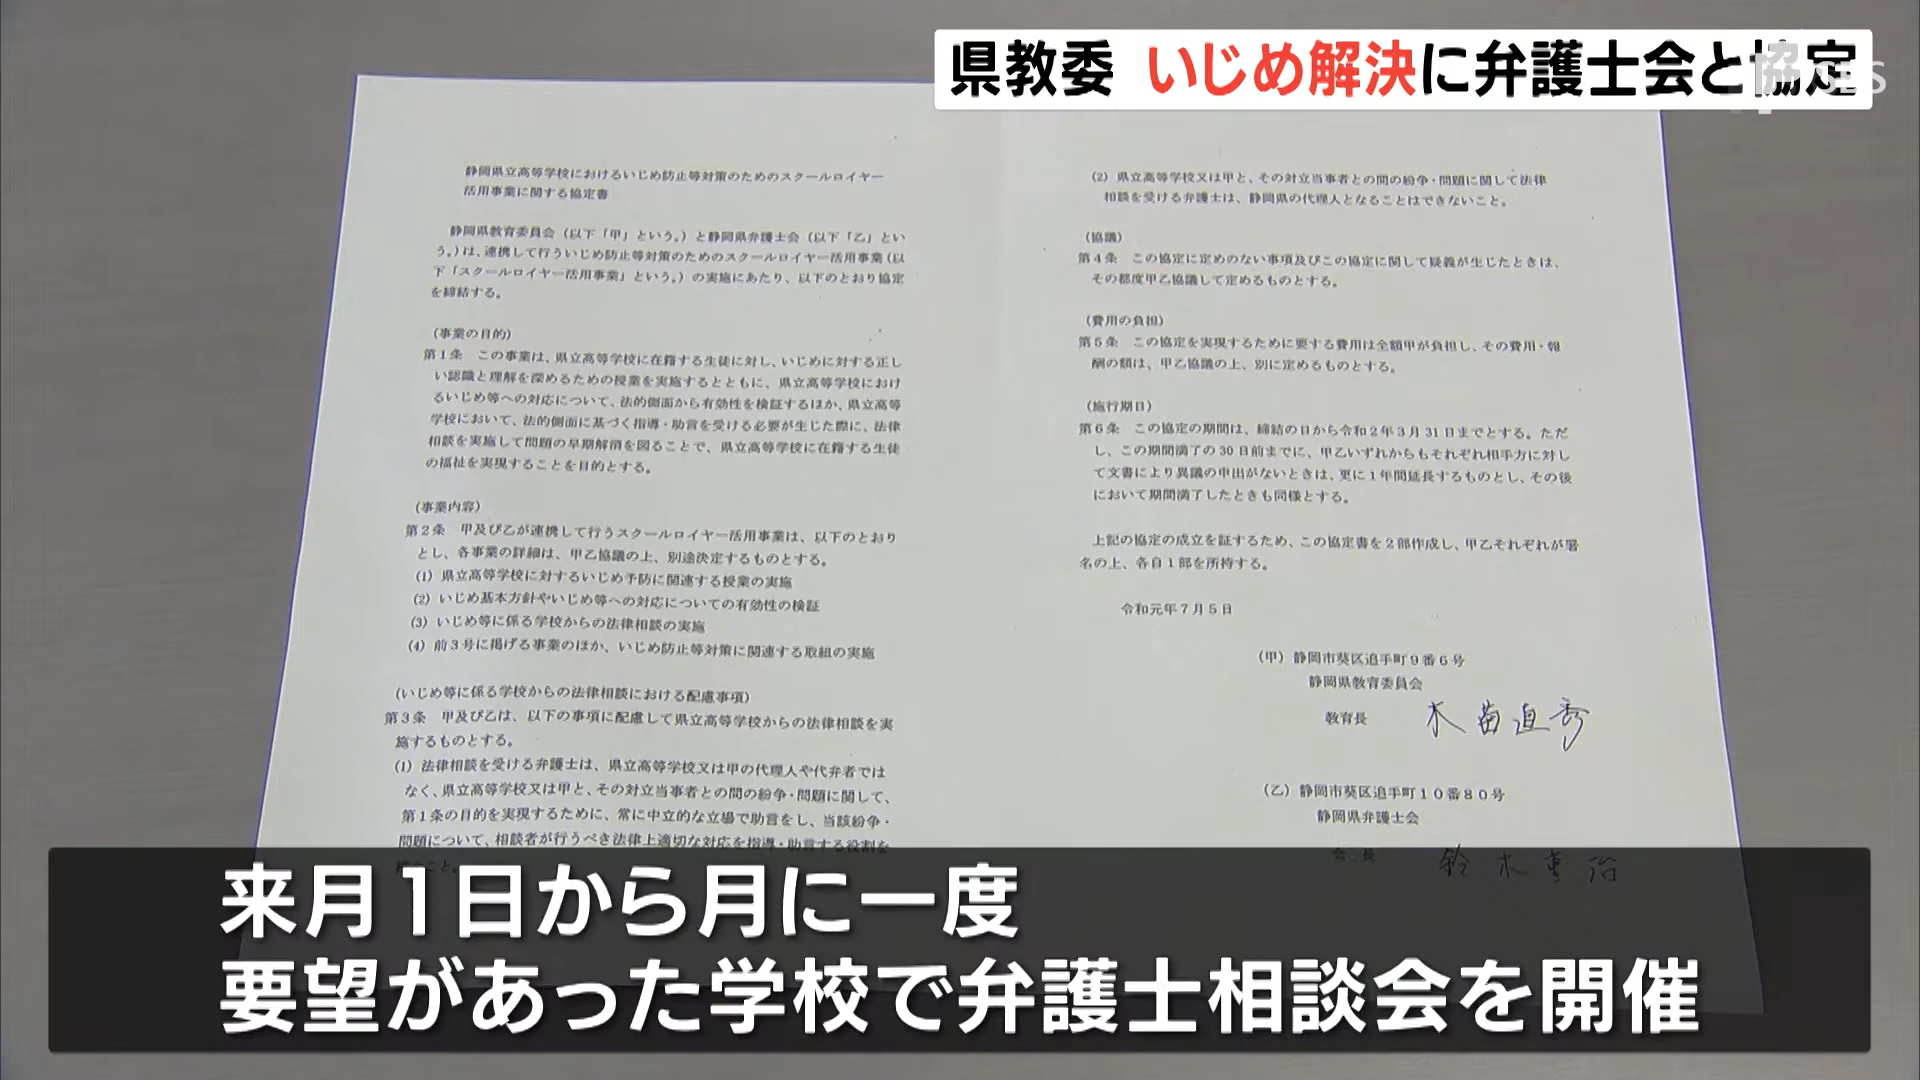 県教委 いじめ解決に弁護士会と協定
SBS
静岡県立高等学校におけるいじめ防止等対策のためのスクールロイヤー
活用事業に関する協定書
静岡県教育委員会（以下「甲」という。）と静岡県弁護士会（以下「乙」とい
う。）は、連携して行ういじめ防止等対策のためのスクールロイヤー活用事業（以
下「スクールロイヤー活用事業」という。）の実施にあたり、以下のとおり協定
を締結する。
（事業の目的）
第１条　この事業は、県立高等学校に在籍する生徒に対し、いじめに対する正し
い認識と理解を深めるための授業を実施するとともに、県立高等学校におけ
るいじめ等への対応について、法的側面から有効性を検証するほか、県立高等
学校において、法的側面に基づく指導・助言を受ける必要が生じた際に、法律
相談を実施して問題の早期解消を図ることで、県立高等学校に在籍する生徒
の福祉を実現することを目的とする。
（事業内容）
第２条　甲及び乙が連携して行うスクールロイヤー活用事業は、以下のとおり
とし、各事業の詳細は、甲乙協議の上、別途決定するものとする。
(1) 県立高等学校に対するいじめ予防に関連する授業の実施
(2) いじめ基本方針やいじめ等への対応についての有効性の検証
(3) いじめ等に係る学校からの法律相談の実施
(4) 前３号に掲げる事業のほか、いじめ防止等対策に関連する取組の実施
（いじめ等に係る学校からの法律相談における配慮事項）
第３条　甲及び乙は、以下の事項に配慮して県立高等学校からの法律相談を実
施するものとする。
(1) 法律相談を受ける弁護士は、県立高等学校又は甲の代理人や代弁者では
なく、県立高等学校又は甲と、その対立当事者との間の紛争・問題に関して、
第１条の目的を実現するために、常に中立的な立場で助言をし、当該紛争・
問題について、相談者が行うべき法律上適切な対応を指導・助言する役割を
(2) 県立高等学校又は甲と、その対立当事者との間の紛争・問題に関して法律
相談を受ける弁護士は、静岡県の代理人となることはできないこと。
（協議）
第４条　この協定に定めのない事項及びこの協定に関して疑義が生じたときは、
その都度甲乙協議して定めるものとする。
（費用の負担）
第５条　この協定を実現するために要する費用は全額甲が負担し、その費用・報
酬の額は、甲乙協議の上、別に定めるものとする。
（施行期日）
第６条　この協定の期間は、締結の日から令和２年３月31日までとする。ただ
し、この期間満了の30日前までに、甲乙いずれからもそれぞれ相手方に対し
て文書により異議の申出がないときは、更に１年間延長するものとし、その後
において期間満了したときも同様とする。
上記の協定の成立を証するため、この協定書を２部作成し、甲乙それぞれが署
名の上、各自１部を所持する。
令和元年７月５日
（甲）静岡市葵区追手町９番６号
静岡県教育委員会
教育長　木苗直秀
（乙）静岡市葵区追手町１０番８０号
静岡県弁護士会
会　長　鈴木重治
来月1日から月に一度
要望があった学校で弁護士相談会を開催